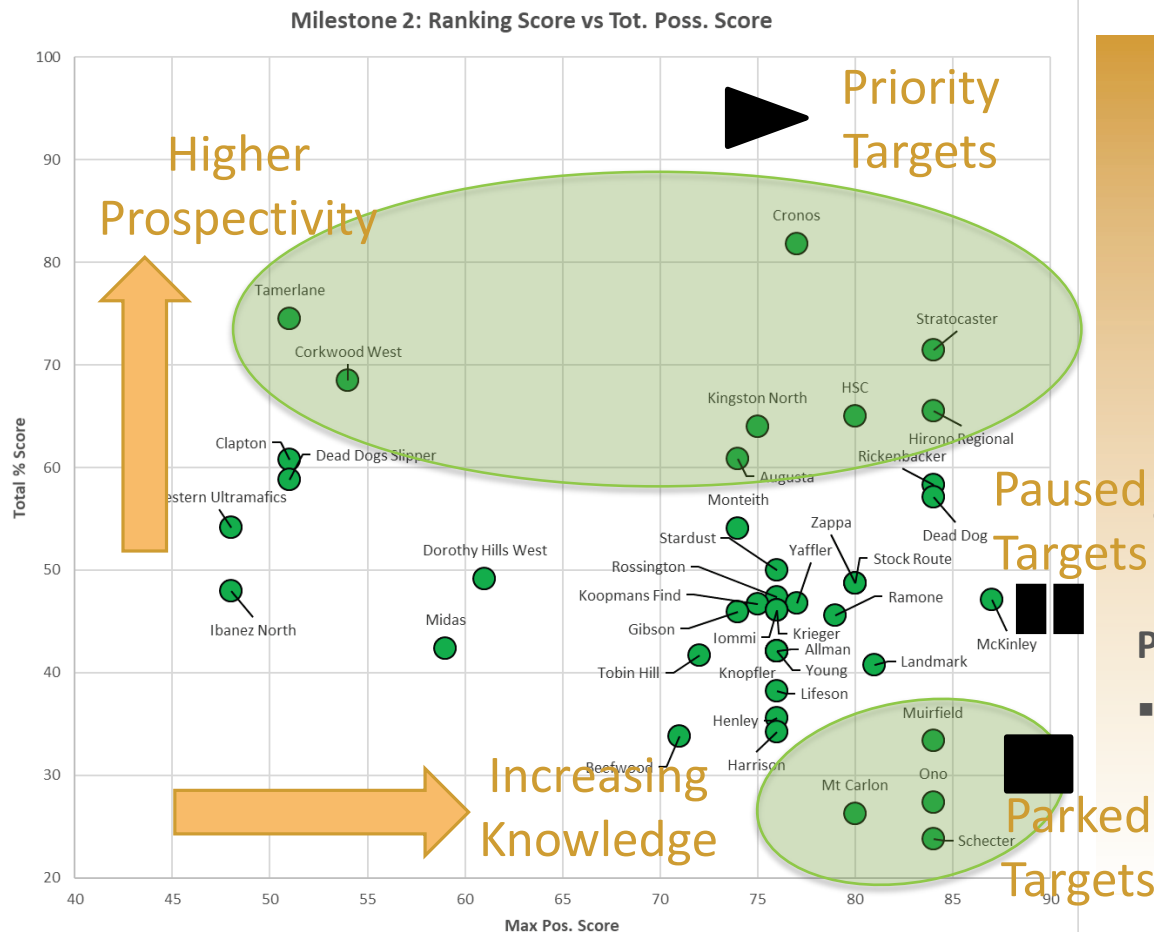 Milestone 2: Ranking Score vs Tot. Poss. Score
100
90
80
70
60
50
40
30
20
Total % Score
40
45
50
55
60
65
70
75
80
85
90
Max Pos. Score
Priority
Targets
Higher
Prospectivity
Cronos
Tamerlane
Stratocaster
Corkwood West
HSC
Kingston North
Hirono Regional
Clapton
Dead Dogs Slipper
Rickenbacker
Augusta
estern Ultramafics
Monteith
Paused
Targets
Zappa
Dead Dog
Stardust
Yaffler
Dorothy Hills West
Stock Route
Rossington
Koopmans Find
Ramone
Midas
Ibanez North
Gibson
Iommi
Krieger
McKinley
Allman
Landmark
Tobin Hill
Knopfler
Young
Lifeson
Henley
Muirfield
Beefwood
Harrison
Increasing
Knowledge
Ono
Mt Carlon
Parked
Targets
Schecter
P